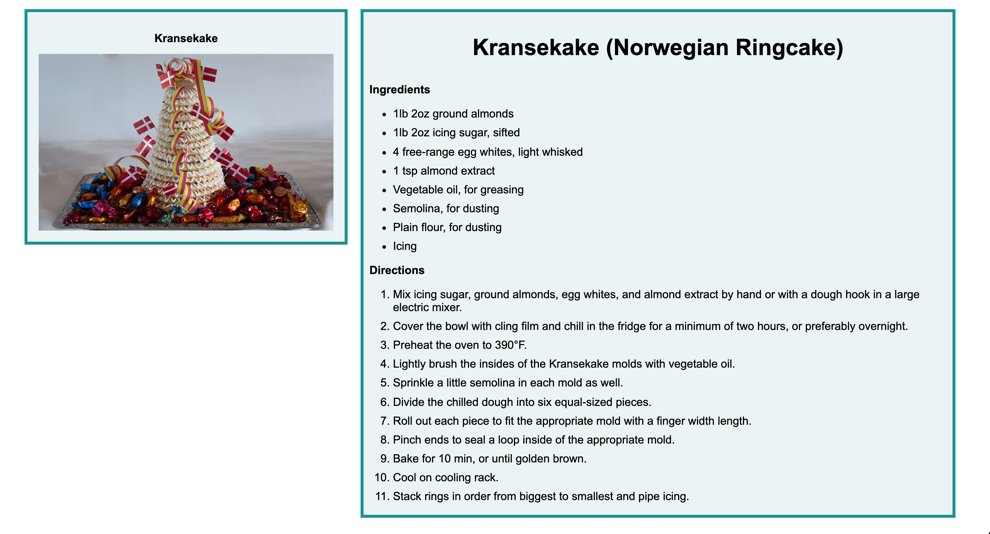 Kransekake
Kransekake (Norwegian Ringcake)
Ingredients
• 1lb 2oz ground almonds
• 1lb 2oz icing sugar, sifted
• 4 free-range egg whites, light whisked
• 1 tsp almond extract
• Vegetable oil, for greasing
• Semolina, for dusting
• Plain flour, for dusting
• Icing
Directions
1. Mix icing sugar, ground almonds, egg whites, and almond extract by hand or with a dough hook in a large
electric mixer.
2. Cover the bowl with cling film and chill in the fridge for a minimum of two hours, or preferably overnight.
3. Preheat the oven to 390°F.
4. Lightly brush the insides of the Kransekake molds with vegetable oil.
5. Sprinkle a little semolina in each mold as well.
6. Divide the chilled dough into six equal-sized pieces.
7. Roll out each piece to fit the appropriate mold with a finger width length.
8. Pinch ends to seal a loop inside of the appropriate mold.
9. Bake for 10 min, or until golden brown.
10. Cool on cooling rack.
11. Stack rings in order from biggest to smallest and pipe icing.